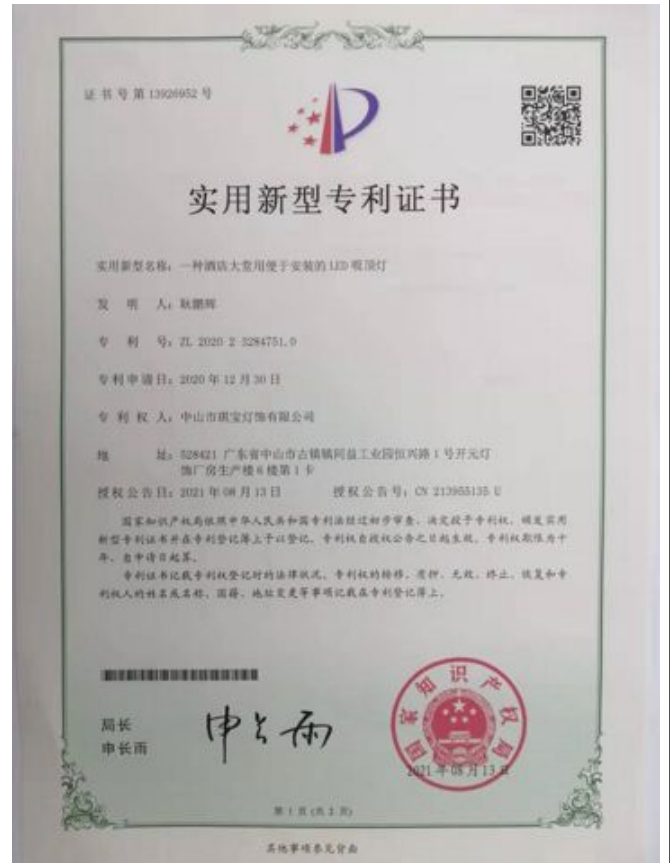 证书号第13926952号
实用新型专利证书
实用新型名称：一种酒店大堂用便于安装的LED吸顶灯
发 明 人：耿鹏辉
专 利 号：ZL 2020 2 3284751.0
专利申请日：2020年12月30日
专 利 权 人：中山市琪宝灯饰有限公司
地 址：528421 广东省中山市古镇镇同益工业园恒兴路1号开元灯
饰厂房生产楼6楼第1卡
授权公告日：2021年08月13日 授权公告号：CN 213955135 U
国家知识产权局依照中华人民共和国专利法经过初步审查，决定授予专利权，颁发实用
新型专利证书并在专利登记簿上予以登记。专利权自授权公告之日起生效。专利权期限为十
年，自申请日起算。
专利证书记载专利权登记时的法律状况。专利权的转移、质押、无效、终止、恢复和专
利权人的姓名或名称、国籍、地址变更等事项记载在专利登记簿上。
局长
申长雨
申长雨
国家知识产权局
2021年08月13日
第1页(共2页)
其他事项参见背面